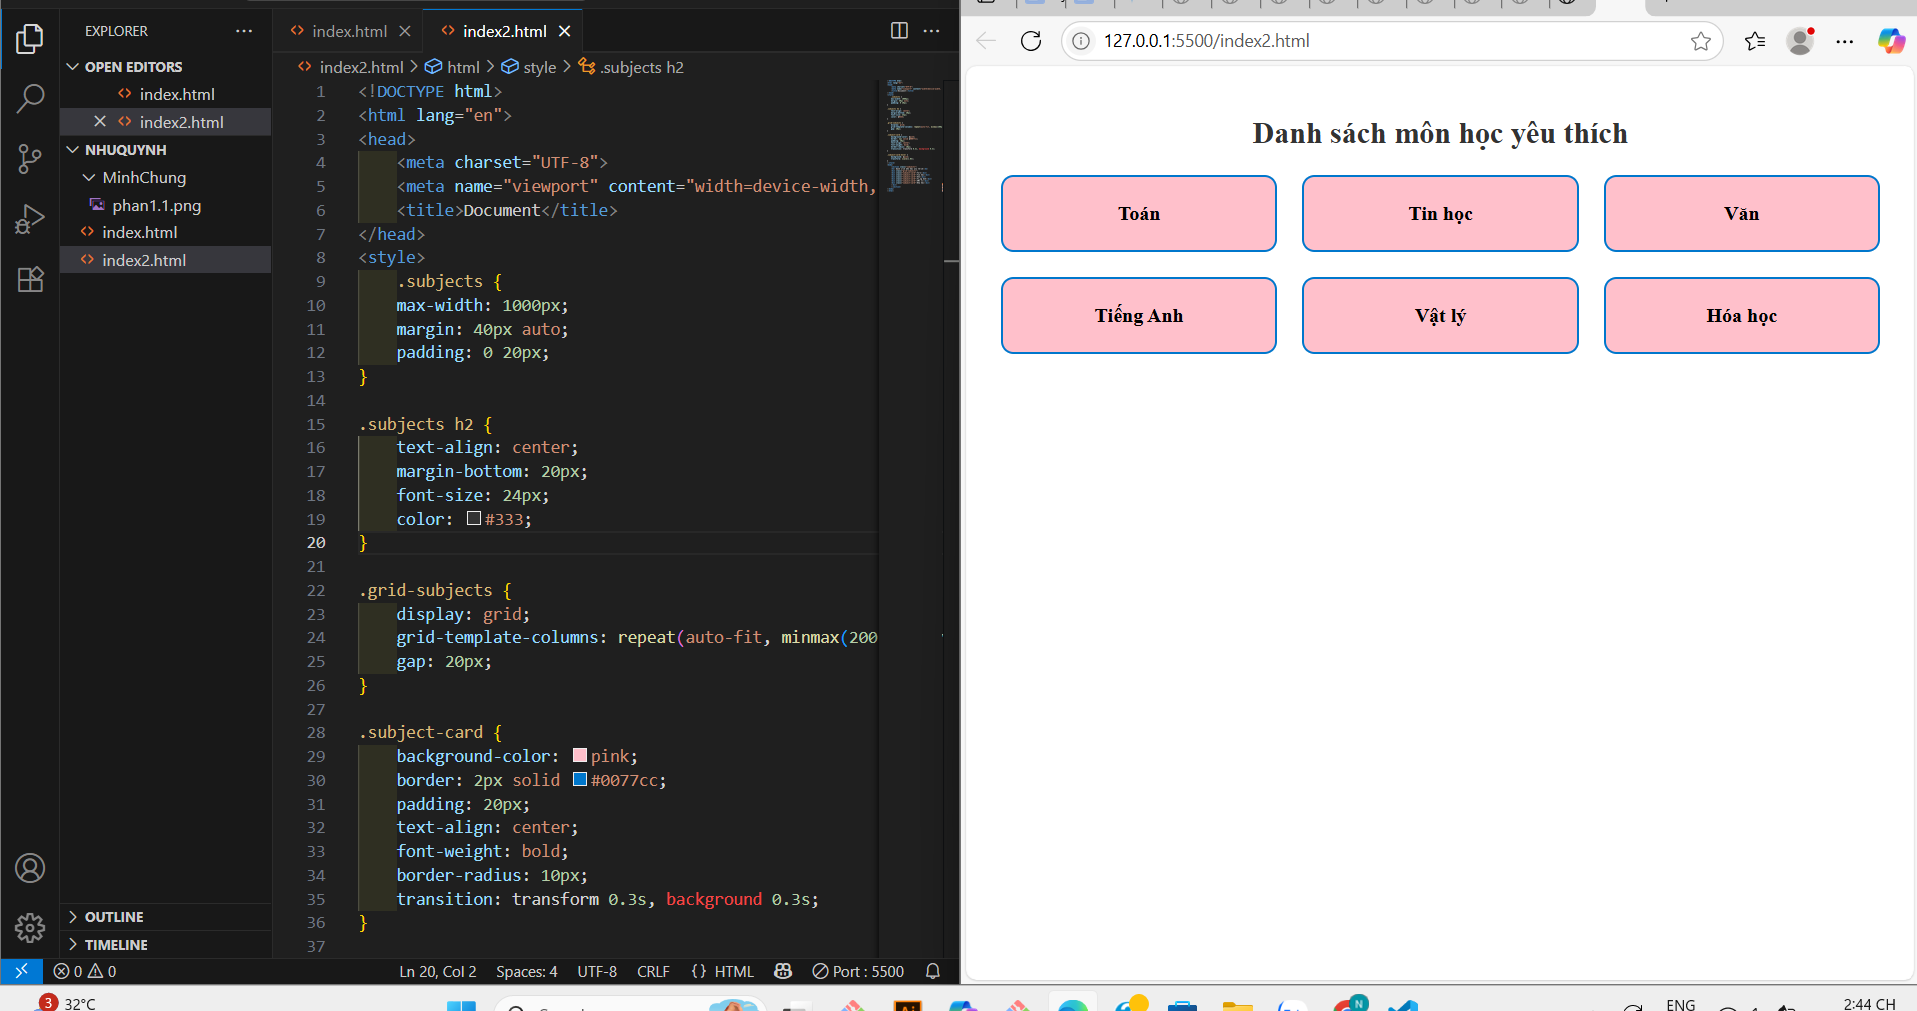 EXPLORER
OPEN EDITORS
index.html
index2.html
NHUQUYNH
MinhChung
phan1.1.png
index.html
index2.html
OUTLINE
TIMELINE
index.html
index2.html
index2.html > html > style > .subjects h2
1 <!DOCTYPE html>
2 <html lang="en">
3 <head>
4 <meta charset="UTF-8">
5 <meta name="viewport" content="width=device-width,
6 <title>Document</title>
7 </head>
8 <style>
9 .subjects {
10 max-width: 1000px;
11 margin: 40px auto;
12 padding: 0 20px;
13 }
14
15 .subjects h2 {
16 text-align: center;
17 margin-bottom: 20px;
18 font-size: 24px;
19 color: #333;
20 }
21
22 .grid-subjects {
23 display: grid;
24 grid-template-columns: repeat(auto-fit, minmax(200
25 gap: 20px;
26 }
27
28 .subject-card {
29 background-color: pink;
30 border: 2px solid #0077cc;
31 padding: 20px;
32 text-align: center;
33 font-weight: bold;
34 border-radius: 10px;
35 transition: transform 0.3s, background 0.3s;
36 }
37
0 0
Ln 20, Col 2 Spaces: 4 UTF-8 CRLF {} HTML Port : 5500
127.0.0.1:5500/index2.html
Danh sách môn học yêu thích
Toán Tin học Văn
Tiếng Anh Vật lý Hóa học
3 32°C
N
ENG
2:44 CH